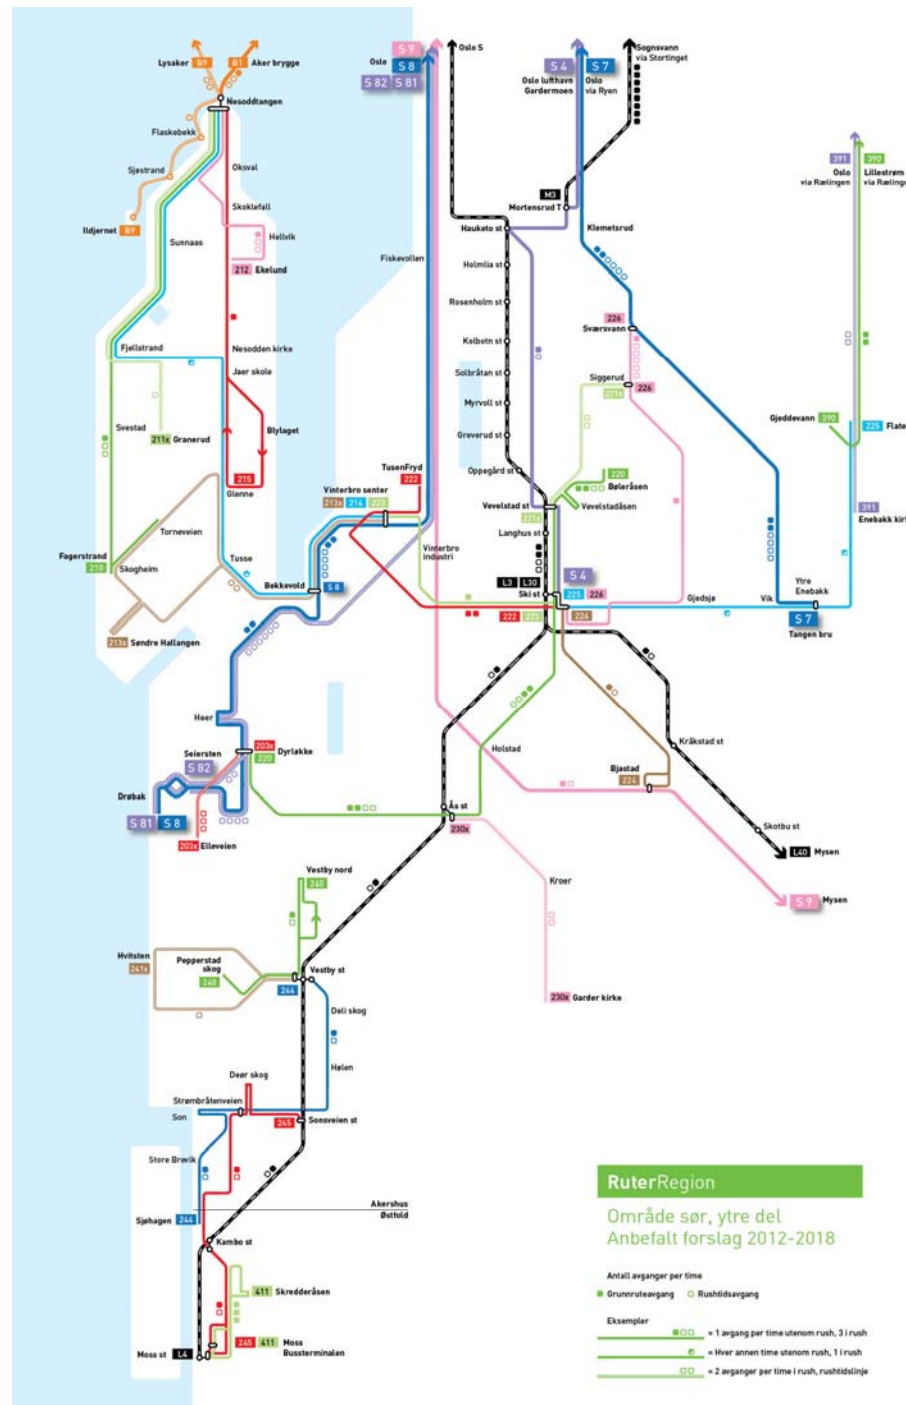 Lysaker B9
B1 Aker brygge
Nesoddtangen
Flaskebekk
Sjøstrand
Ildjernet B9
Oksval
Skoklefall
Hellvik
212 Ekelund
Sunnaas
Fjellstrand
Nesodden kirke
Jaer skole
Svestad
211x Granerud
Blylaget
215
Glenne
Torneveien
Fagerstrand
210
Skogheim
Tusse
213x Søndre Hallangen
S 9
Oslo S 8
S 82 S 81
Oslo S
Fiskevollen
S 4
Oslo lufthavn
Gardermoen
S 7
Oslo
via Ryen
Sognsvann
via Stortinget
M3
Mortensrud T
Hauketo st
Holmlia st
Rosenholm st
Kolbotn st
Solbråtan st
Myrvoll st
Greverud st
Oppegård st
Vevelstad st
221x
Langhus st
L3 L30
Ski st
S 4
225 226
222 223
224
Klemetsrud
226
Sværsvann
Siggerud
221x
226
220
Bøleråsen
Vevelstadåsen
391
Oslo
via Rælingen
390
Lillestrøm
via Rælinge
Gjeddevann 390
225 Flate
391
Enebakk kirk
Gjedsjø
Vik
Ytre
Enebakk
S 7
Tangen bru
TusenFryd
222
Vinterbro senter
213x 214 223
Vinterbro
industri
Bekkevold
S 8
Heer
Seiersten
S 82
203x
220
Dyrløkke
Drøbak
S 81 S 8
203x Elleveien
Holstad
Ås st
230x
Kroer
230x Garder kirke
Bjastad
224
Kråkstad st
Skotbu st
L40 Mysen
S 9 Mysen
Vestby nord
240
Hvitsten
241x
Pepperstad
skog
240
Vestby st
244
Deli skog
Hølen
Deør skog
Strømbråtenveien
Son
245
Sonsveien st
Store Brevik
Akershus
Østfold
Sjøhagen 244
Kambo st
411 Skredderåsen
Moss st L4
245 411 Moss
Bussterminalen
RuterRegion
Område sør, ytre del
Anbefalt forslag 2012-2018
Antall avganger per time
Grunnruteavgang Rushtidsavgang
Eksempler
= 1 avgang per time utenom rush, 3 i rush
= Hver annen time utenom rush, 1 i rush
= 2 avganger per time i rush, rushtidslinje